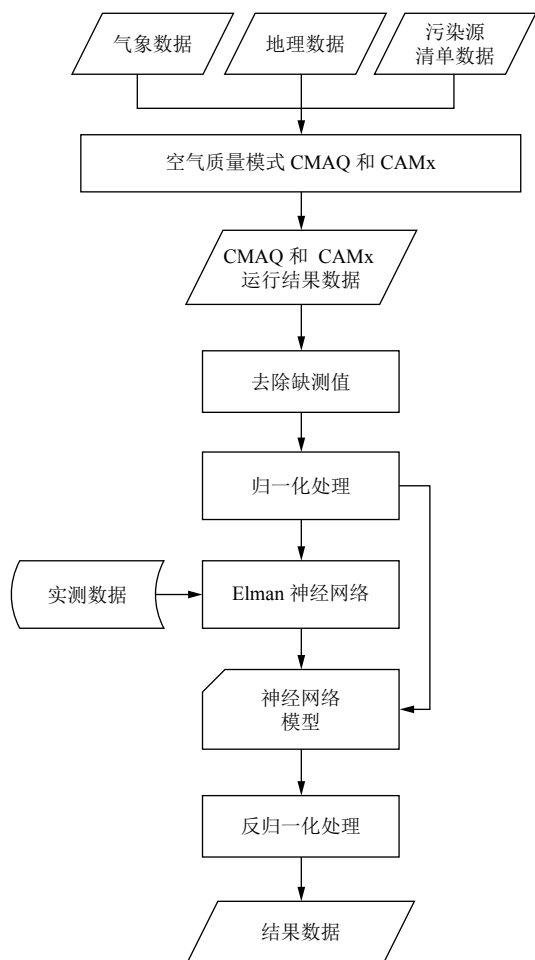 气象数据
地理数据
污染源
清单数据
空气质量模式 CMAQ 和 CAMx
CMAQ 和 CAMx
运行结果数据
去除缺测值
归一化处理
实测数据
Elman 神经网络
神经网络
模型
反归一化处理
结果数据